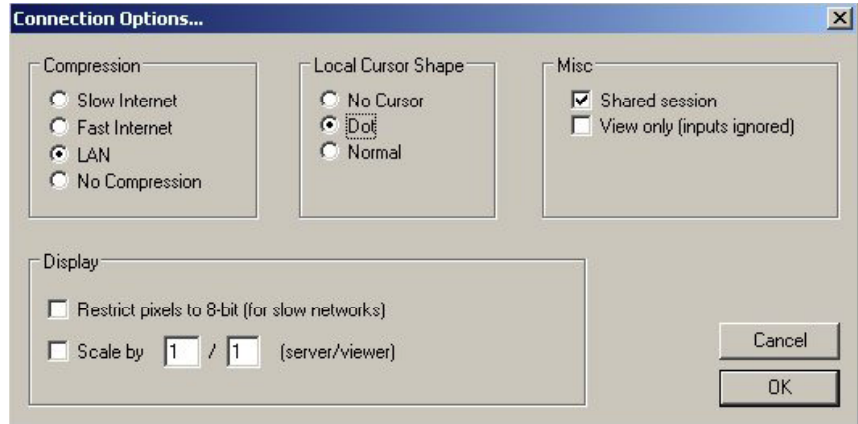 Connection Options...
Compression
Slow Internet
Fast Internet
LAN
No Compression
Local Cursor Shape
No Cursor
Dot
Normal
Misc
Shared session
View only (inputs ignored)
Display
Restrict pixels to 8-bit (for slow networks)
Scale by 1 / 1 (server/viewer)
Cancel
OK